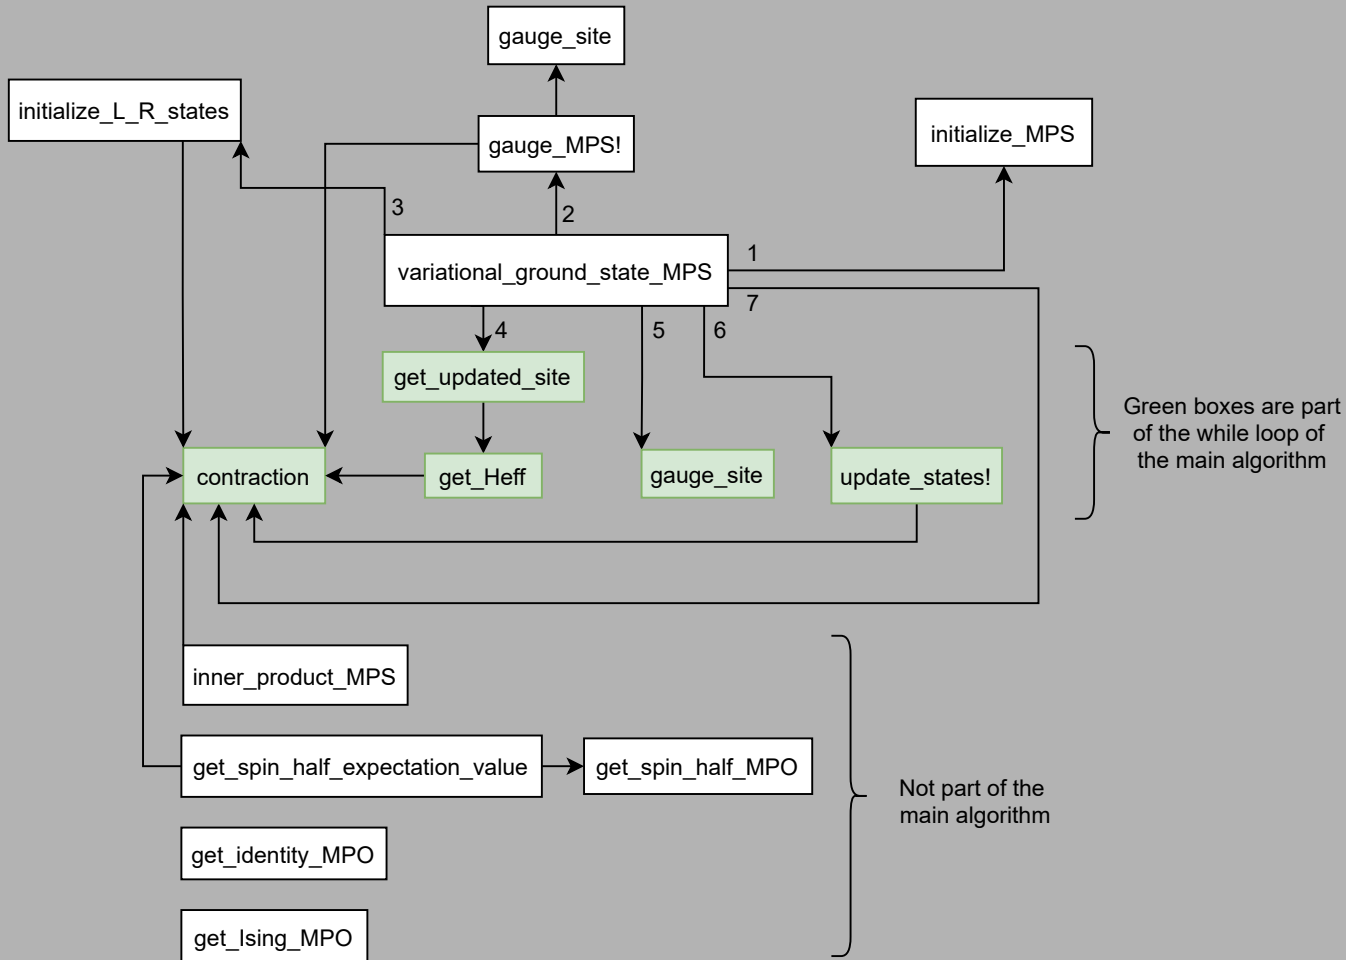 gauge_site
initialize_L_R_states
initialize_MPS
gauge_MPS!
3
2
variational_ground_state_MPS
1
7
4
5
6
get_updated_site
Green boxes are part
of the while loop of
the main algorithm
contraction
get_Heff
gauge_site
update_states!
inner_product_MPS
get_spin_half_expectation_value
get_spin_half_MPO
Not part of the
main algorithm
get_identity_MPO
get_Ising_MPO